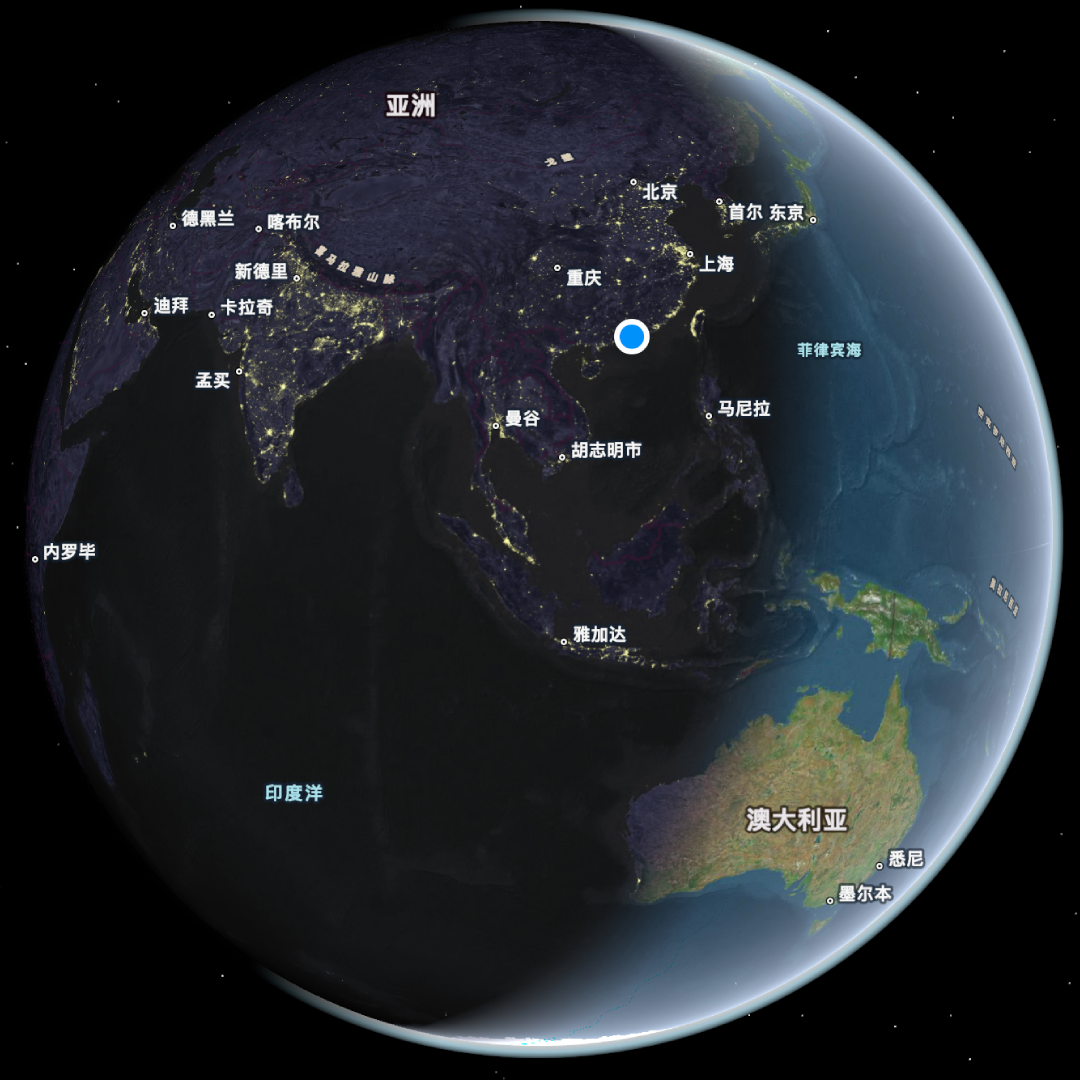 亚洲
戈壁
北京
首尔
东京
德黑兰
喀布尔
喜马拉雅山脉
新德里
重庆
上海
迪拜
卡拉奇
菲律宾海
孟买
马尼拉
曼谷
胡志明市
内罗毕
雅加达
印度洋
澳大利亚
悉尼
墨尔本